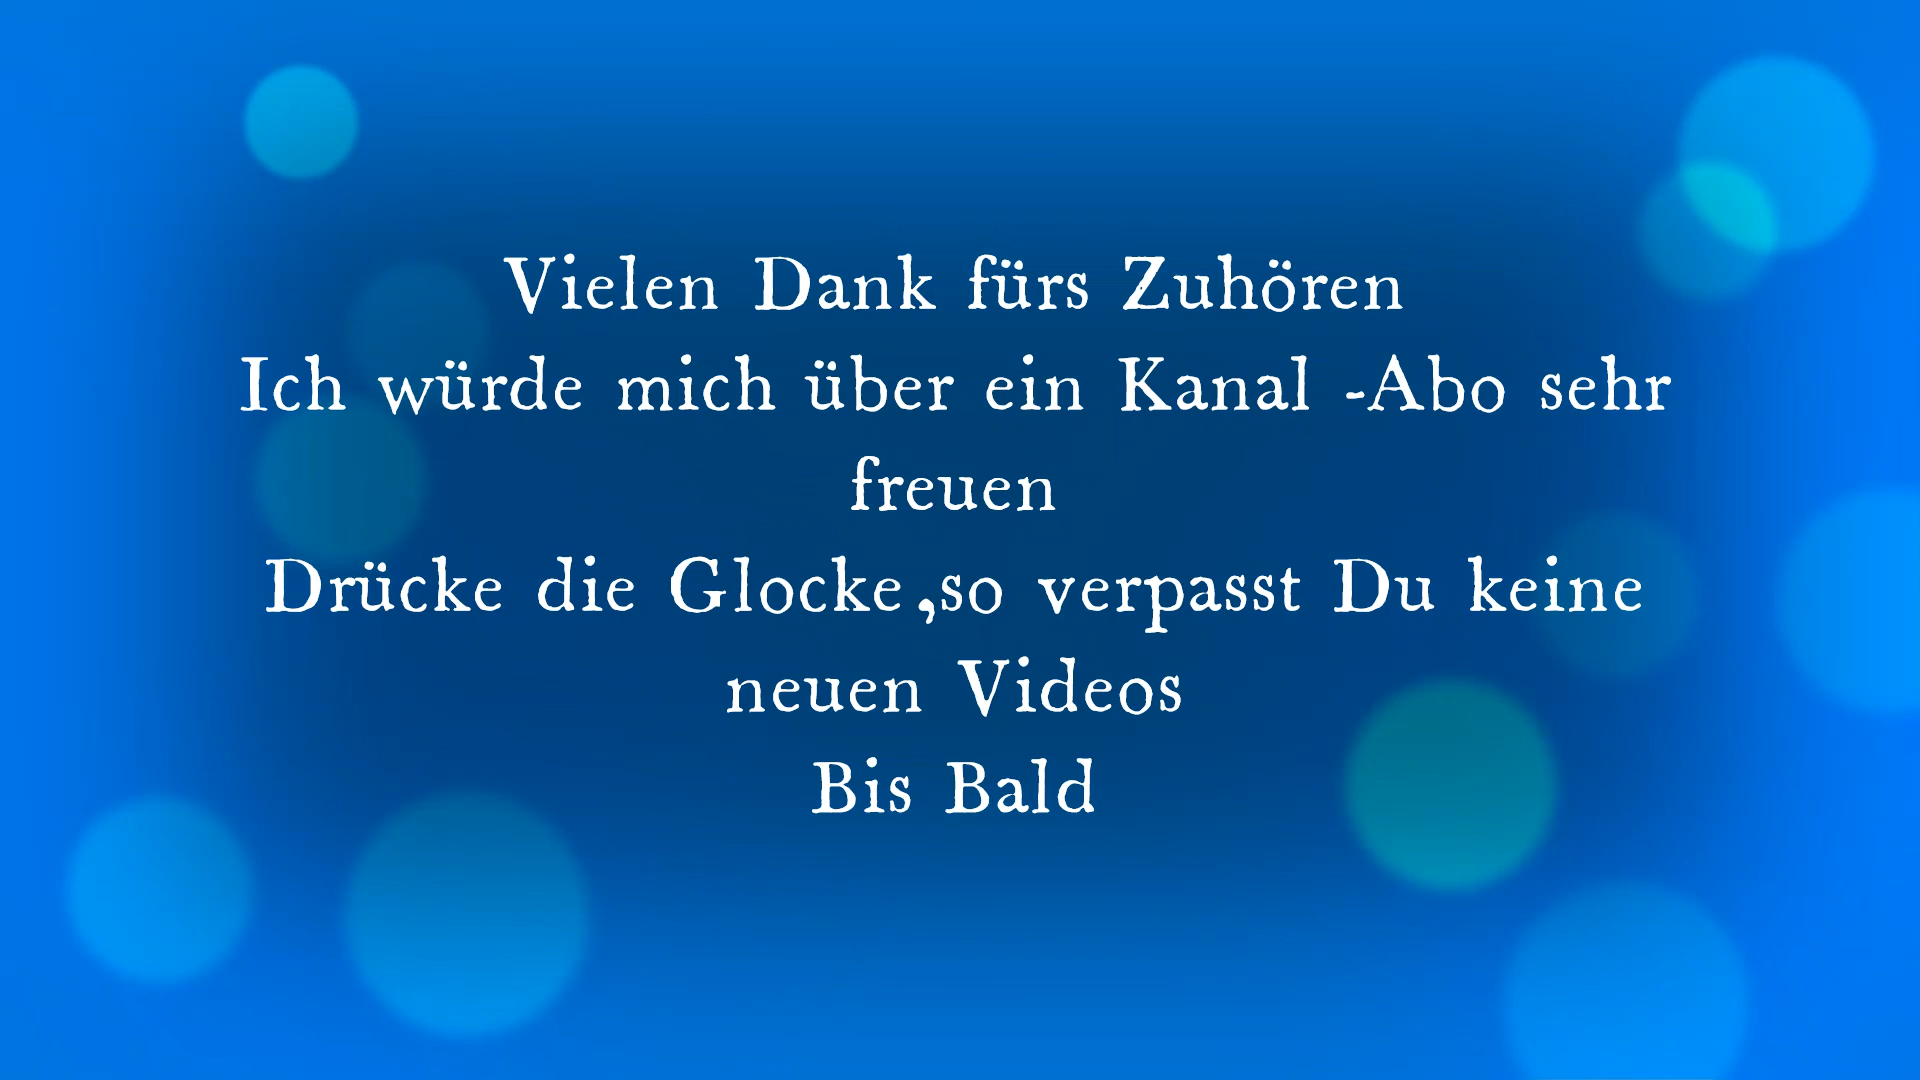 Vielen Dank fürs Zuhören
Ich würde mich über ein Kanal -Abo sehr
freuen
Drücke die Glocke,so verpasst Du keine
neuen Videos
Bis Bald